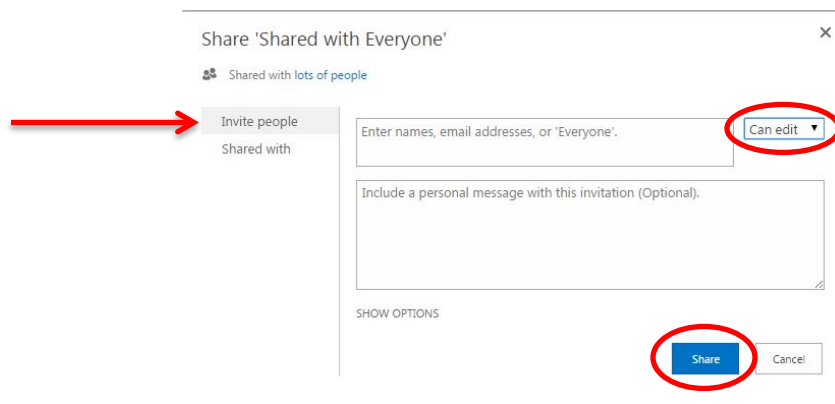 Share 'Shared with Everyone'
Shared with lots of people
Invite people
Shared with
Enter names, email addresses, or 'Everyone'.
Can edit
Include a personal message with this invitation (Optional).
SHOW OPTIONS
Share
Cancel